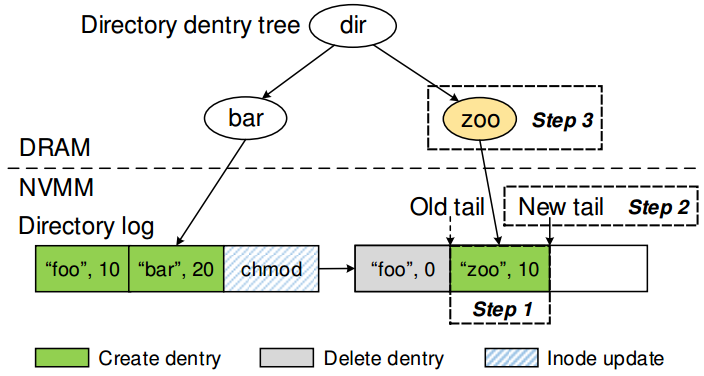 Directory dentry tree
dir
bar
zoo
Step 3
DRAM
NVMM
Directory log
Old tail
New tail
Step 2
“foo”, 10
“bar”, 20
chmod
“foo”, 0
“zoo”, 10
Step 1
Create dentry
Delete dentry
Inode update